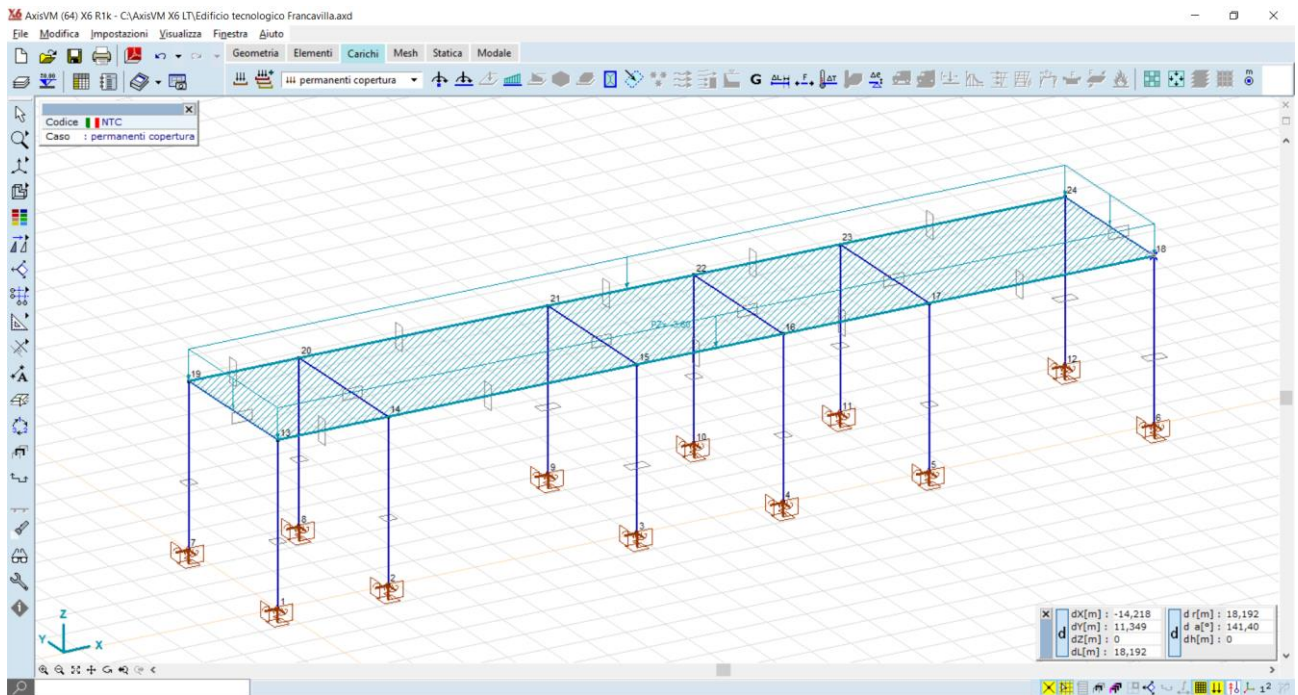 AxisVM (64) X6 R1k - C:\AxisVM X6 LT\Edificio tecnologico Francavilla.axd
File Modifica Impostazioni Visualizza Finestra Aiuto
Geometria Elementi Carichi Mesh Statica Modale
permanenti copertura
Codice NTC
Caso : permanenti copertura
24
23
18
22
21
17
20
16
19
15
14
13
12
11
6
10
5
9
4
8
3
7
2
1
Z
Y
X
d
dX[m] : -14,218
dY[m] : 11,349
dZ[m] : 0
dL[m] : 18,192
d
d r[m] : 18,192
d a[°] : 141,40
dh[m] : 0